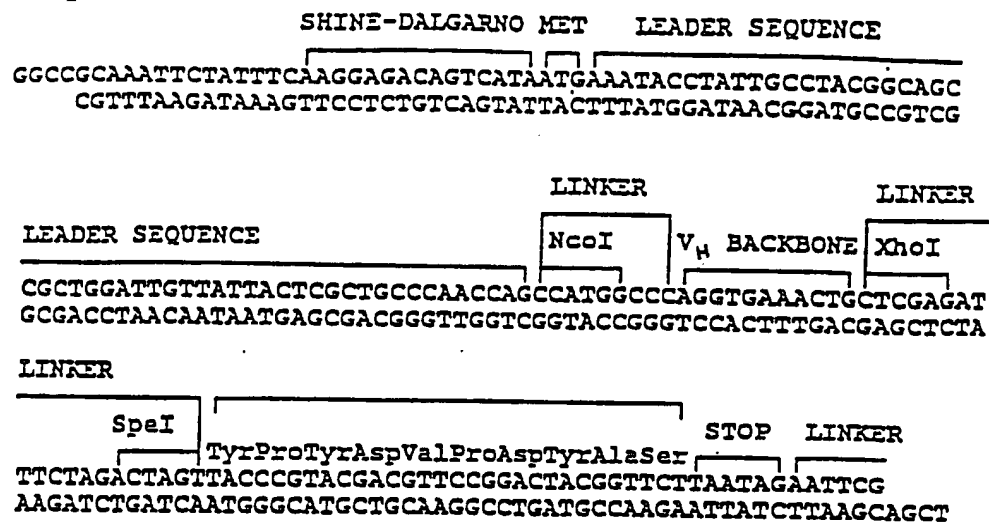 SHINE-DALGARNO MET LEADER SEQUENCE
GGCCGCAAATTCTATTTCAAGGAGACAGTCATAATGAAATACCTATTGCCTACGGCAGC
CGTTTAAGATAAAGTTCCTCTGTCAGTATTACTTTATGGATAACGGATGCCGTCG
LINKER LINKER
LEADER SEQUENCE NcoI VH BACKBONE XhoI
CGCTGGATTGTTATTACTCGCTGCCCAACCAGCCATGGCCCAGGTGAAACTGCTCGAGAT
GCGACCTAACAATAATGAGCGACGGGTTGGTCGGTACCGGGTCCACTTTGACGAGCTCTA
LINKER
SpeI STOP LINKER
TyrProTyrAspValProAspTyrAlaSer
TTCTAGACTAGTTACCCGTACGACGTTCCGGACTACGGTTCTTAATAGAATTCG
AAGATCTGATCAATGGGCATGCTGCAAGGCCTGATGCCAAGAATTATCTTAAGCAGCT